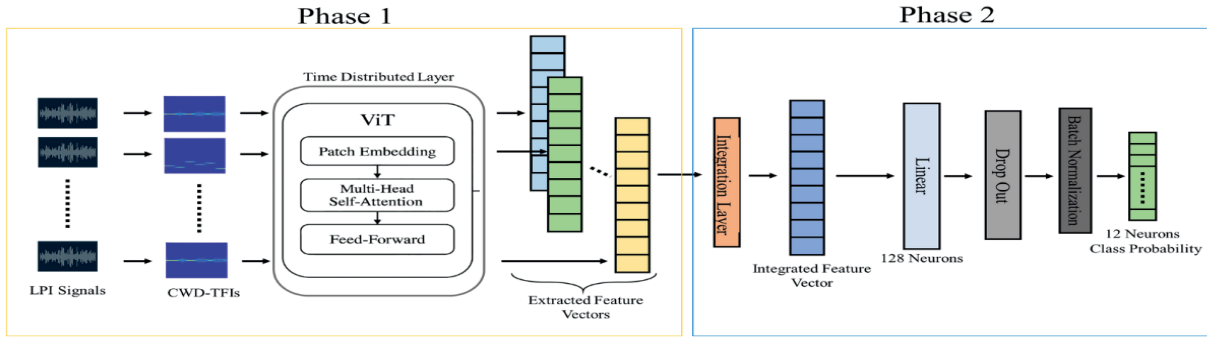 Phase 1
Phase 2
Time Distributed Layer
ViT
Patch Embedding
Multi-Head
Self-Attention
Feed-Forward
LPI Signals
CWD-TFIs
Extracted Feature
Vectors
Integration Layer
Integrated Feature
Vector
Linear
128 Neurons
Drop Out
Batch Normalization
12 Neurons
Class Probability